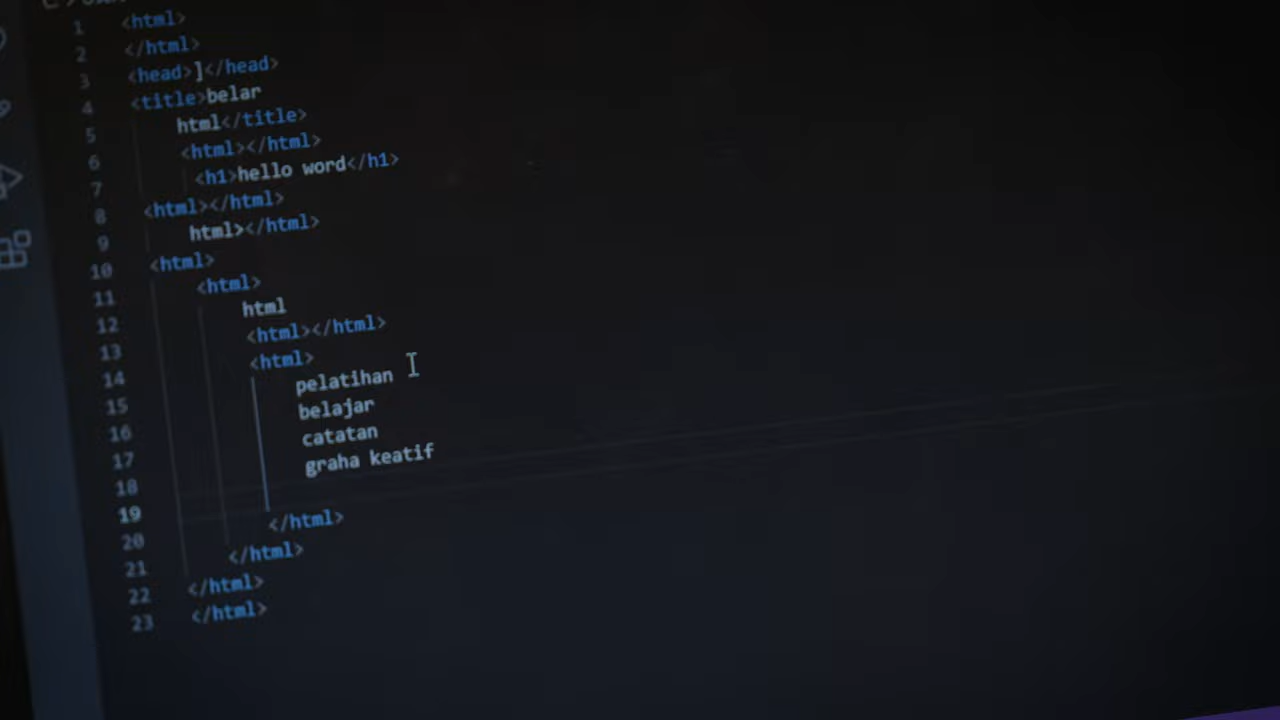 1 <html>
2 </html>
3 <head>]</head>
4 <title>belar
5 html</title>
6 <html></html>
7 <h1>hello word</h1>
8 <html></html>
9 html></html>
10 <html>
11 <html>
12 html
13 <html></html>
14 <html>
15 pelatihan
16 belajar
17 catatan
18 graha keatif
19
20 </html>
21 </html>
22 </html>
23 </html>